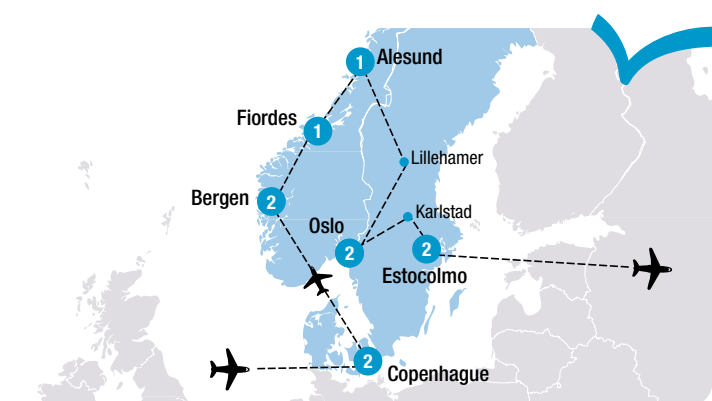 1 Alesund
Fiordes
1
Lillehamer
Bergen 2
Karlstad
Oslo
2
2
Estocolmo
2
Copenhague